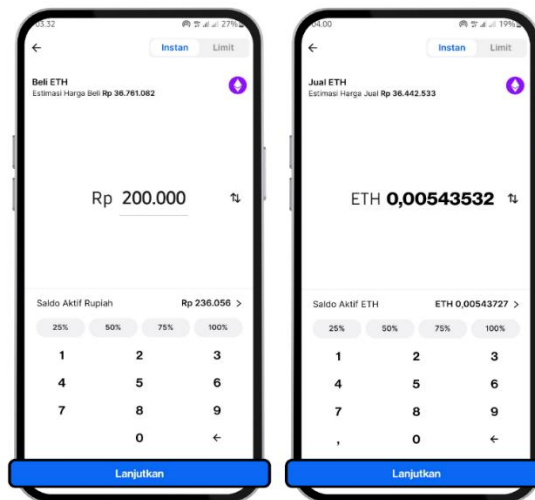 03.32
27%
Instan Limit
Beli ETH
Estimasi Harga Beli Rp 36.761.082
Rp 200.000
Saldo Aktif Rupiah Rp 236.056 >
25% 50% 75% 100%
1 2 3
4 5 6
7 8 9
0
Lanjutkan
04.00
19%
Instan Limit
Jual ETH
Estimasi Harga Jual Rp 36.442.533
ETH 0,00543532
Saldo Aktif ETH ETH 0,00543727 >
25% 50% 75% 100%
1 2 3
4 5 6
7 8 9
, 0
Lanjutkan